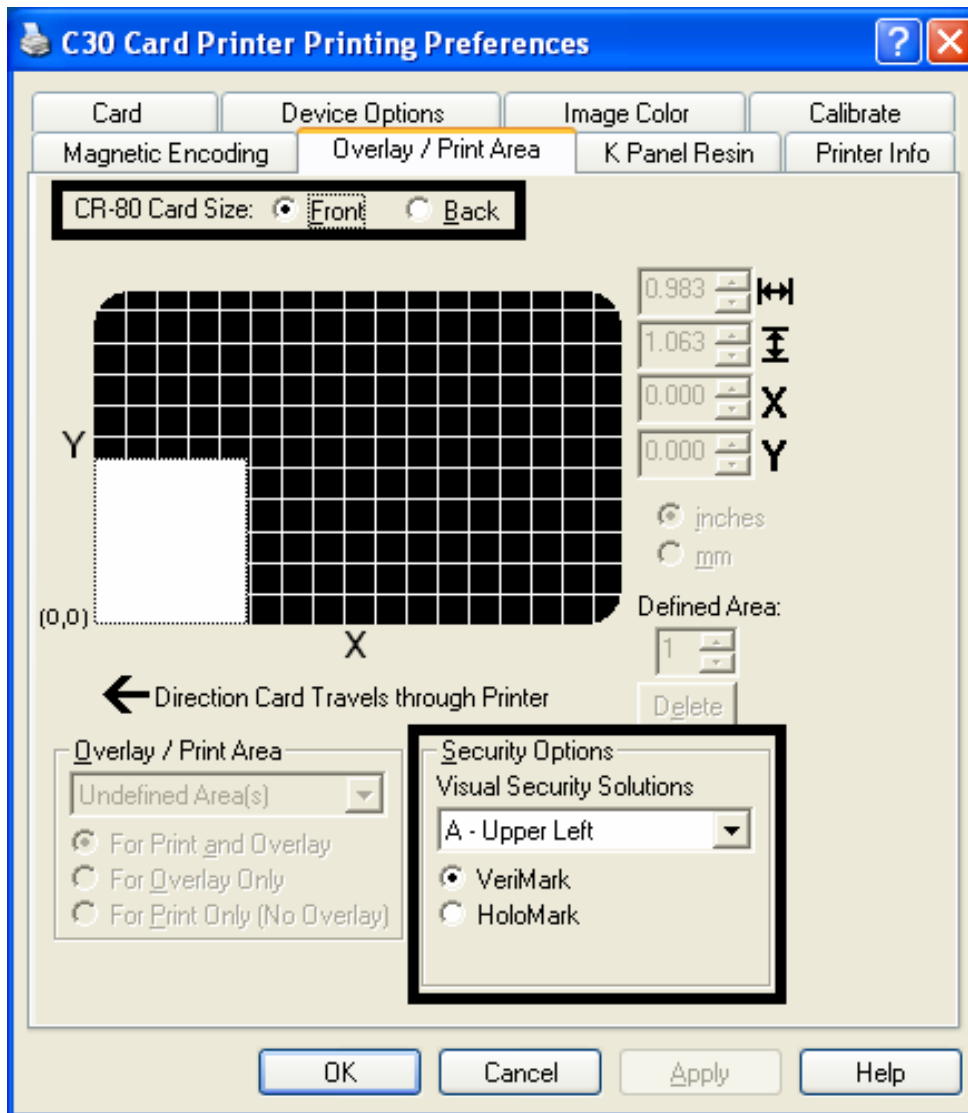 C30 Card Printer Printing Preferences
Card Device Options Image Color Calibrate
Magnetic Encoding Overlay / Print Area K Panel Resin Printer Info
CR-80 Card Size: Front Back
0.983
1.063
0.000 X
0.000 Y
Y
inches
mm
(0,0)
X
Defined Area:
1
Delete
Direction Card Travels through Printer
Overlay / Print Area
Undefined Area(s)
For Print and Overlay
For Overlay Only
For Print Only (No Overlay)
Security Options
Visual Security Solutions
A - Upper Left
VeriMark
HoloMark
OK Cancel Apply Help